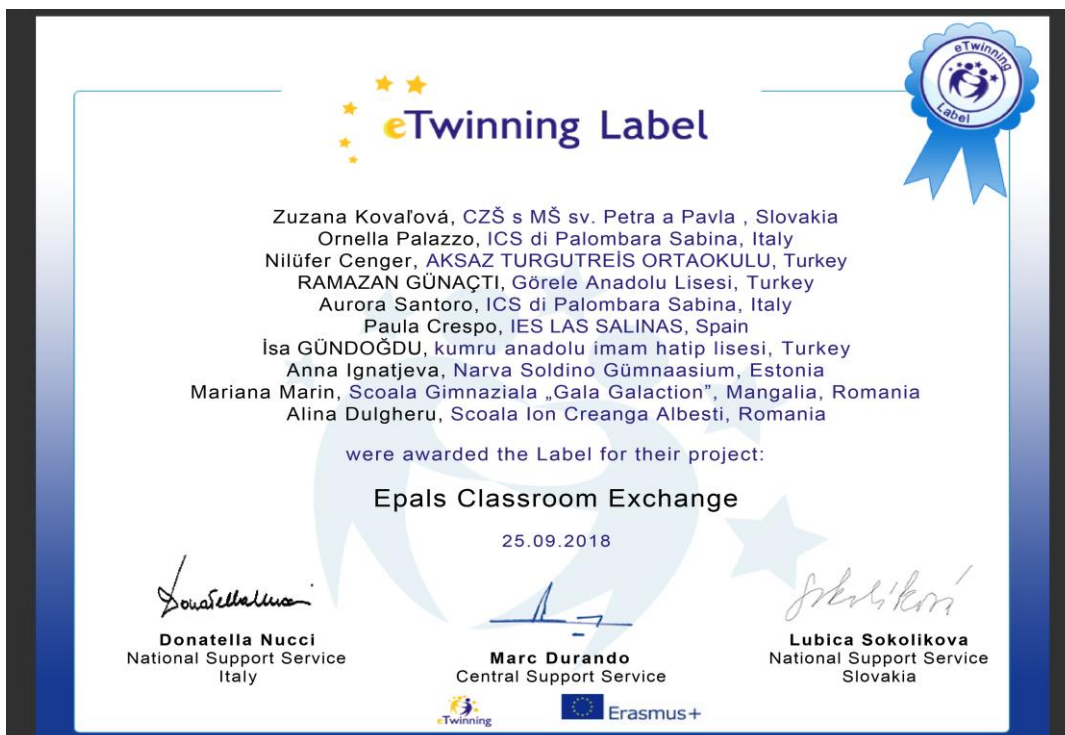 eTwinning
Label
eTwinning Label
Zuzana Kovaľová, CZŠ s MŠ sv. Petra a Pavla , Slovakia
Ornella Palazzo, ICS di Palombara Sabina, Italy
Nilüfer Cenger, AKSAZ TURGUTREİS ORTAOKULU, Turkey
RAMAZAN GÜNAÇTI, Görele Anadolu Lisesi, Turkey
Aurora Santoro, ICS di Palombara Sabina, Italy
Paula Crespo, IES LAS SALINAS, Spain
İsa GÜNDOĞDU, kumru anadolu imam hatip lisesi, Turkey
Anna Ignatjeva, Narva Soldino Gümnaasium, Estonia
Mariana Marin, Scoala Gimnaziala „Gala Galaction”, Mangalia, Romania
Alina Dulgheru, Scoala Ion Creanga Albesti, Romania
were awarded the Label for their project:
Epals Classroom Exchange
25.09.2018
Donatella Nucci
National Support Service
Italy
Marc Durando
Central Support Service
Lubica Sokolikova
National Support Service
Slovakia
eTwinning
Erasmus+